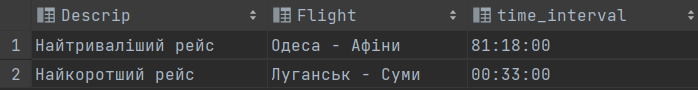 Descrip Flight time_interval
1 Найтриваліший рейс Одеса - Афіни 81:18:00
2 Найкоротший рейс Луганськ - Суми 00:33:00